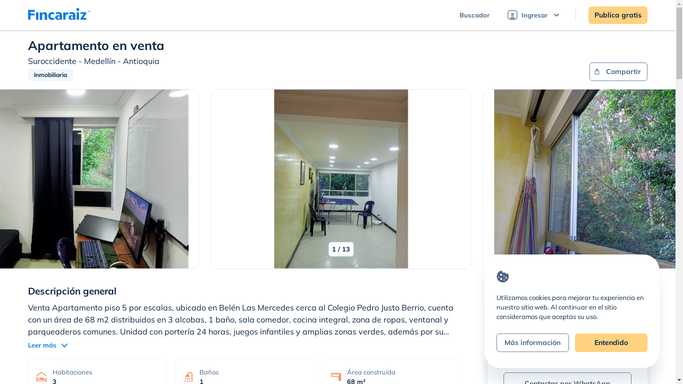 Fincaraiz
Buscador
Ingresar
Publica gratis
Apartamento en venta
Suroccidente - Medellín - Antioquia
Inmobiliaria
Compartir
1 / 13
Descripción general
Venta Apartamento piso 5 por escalas, ubicado en Belén Las Mercedes cerca al Colegio Pedro Justo Berrio, cuenta
con un área de 68 m2 distribuidos en 3 alcobas, 1 baño, sala comedor, cocina integral, zona de ropas, ventanal y
parqueaderos comunes. Unidad con portería 24 horas, juegos infantiles y amplias zonas verdes, además por su...
Leer más
Habitaciones
3
Baños
1
Área construida
68 m²
Utilizamos cookies para mejorar tu experiencia en
nuestro sitio web. Al continuar en el sitio
consideramos que aceptas su uso.
Más información
Entendido
Contactar por WhatsApp